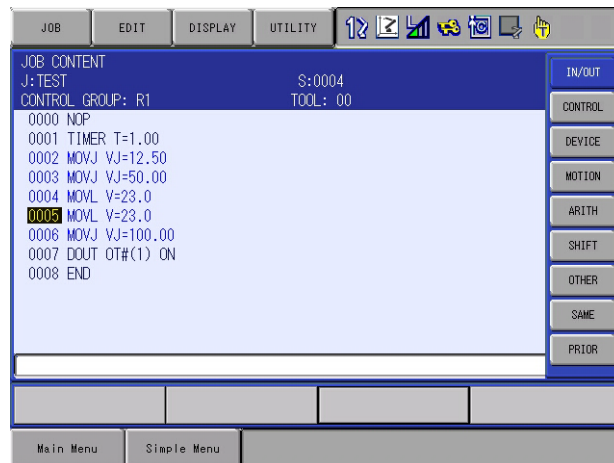 JOB EDIT DISPLAY UTILITY
JOB CONTENT
J:TEST S:0004
CONTROL GROUP: R1 TOOL: 00
0000 NOP
0001 TIMER T=1.00
0002 MOVJ VJ=12.50
0003 MOVJ VJ=50.00
0004 MOVL V=23.0
0005 MOVL V=23.0
0006 MOVJ VJ=100.00
0007 DOUT OT#(1) ON
0008 END
IN/OUT
CONTROL
DEVICE
MOTION
ARITH
SHIFT
OTHER
SAME
PRIOR
Main Menu Simple Menu